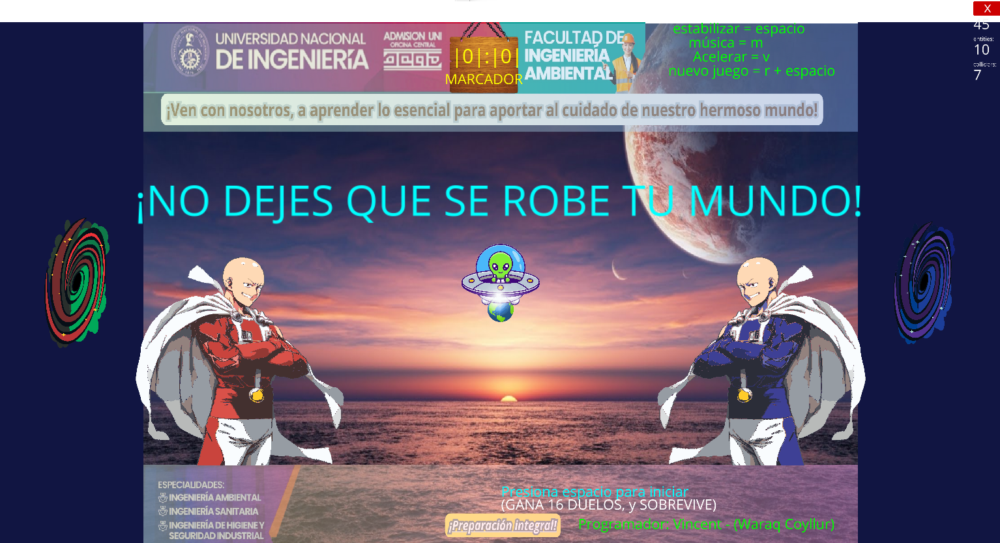 X
45
entities:
10
colliders:
7
UNIVERSIDAD NACIONAL
DE INGENIERÍA
ADMISION UNI
OFICINA CENTRAL
|0|:|0|
MARCADOR
FACULTAD DE
INGENIERÍA
AMBIENTAL
estabilizar = espacio
música = m
Acelerar = v
nuevo juego = r + espacio
¡Ven con nosotros, a aprender lo esencial para aportar al cuidado de nuestro hermoso mundo!
¡NO DEJES QUE SE ROBE TU MUNDO!
ESPECIALIDADES:
INGENIERÍA AMBIENTAL
INGENIERÍA SANITARIA
INGENIERÍA DE HIGIENE Y
SEGURIDAD INDUSTRIAL
Presiona espacio para iniciar
(GANA 16 DUELOS, y SOBREVIVE)
¡Preparación integral!
Programador: Vincent - (Waraq Coyllur)